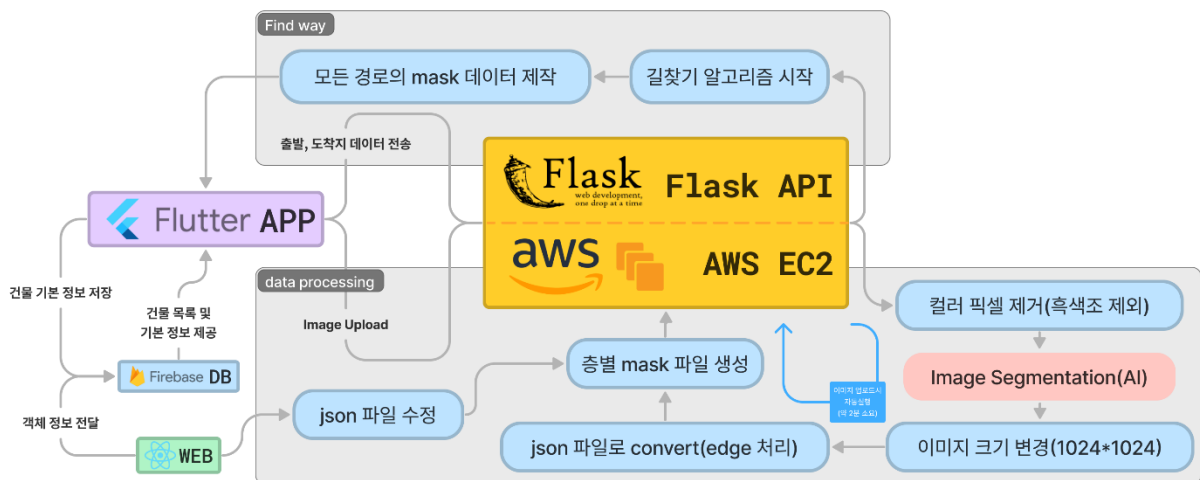 Find way
모든 경로의 mask 데이터 제작
길찾기 알고리즘 시작
출발, 도착지 데이터 전송
Flask
web development,
one drop at a time
Flask API
Flutter APP
aws
AWS EC2
data processing
건물 기본 정보 저장
건물 목록 및
기본 정보 제공
Image Upload
컬러 픽셀 제거(흑색조 제외)
층별 mask 파일 생성
Image Segmentation(AI)
Firebase DB
이미지 업로드시
자동실행
(약 2분 소요)
json 파일 수정
객체 정보 전달
WEB
json 파일로 convert(edge 처리)
이미지 크기 변경(1024*1024)